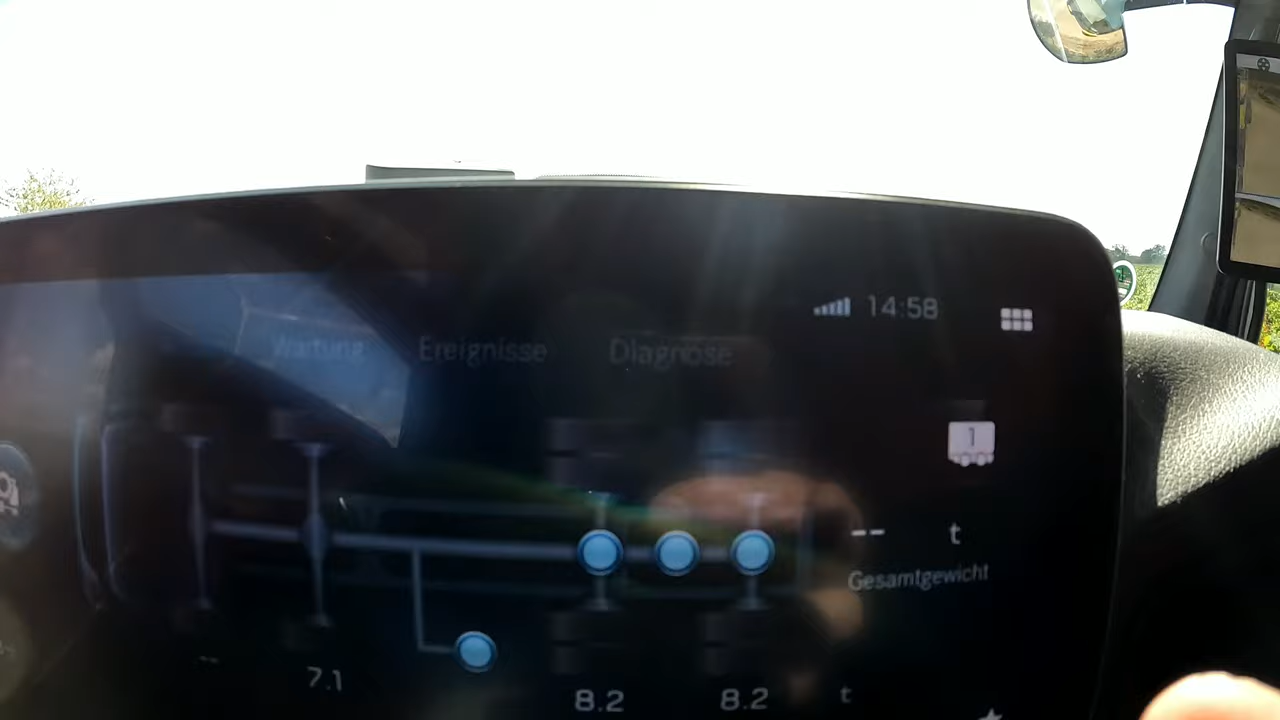 14:58
Wartung Ereignisse Diagnose
1
-- t
Gesamtgewicht
-- 7.1 8.2 8.2 t